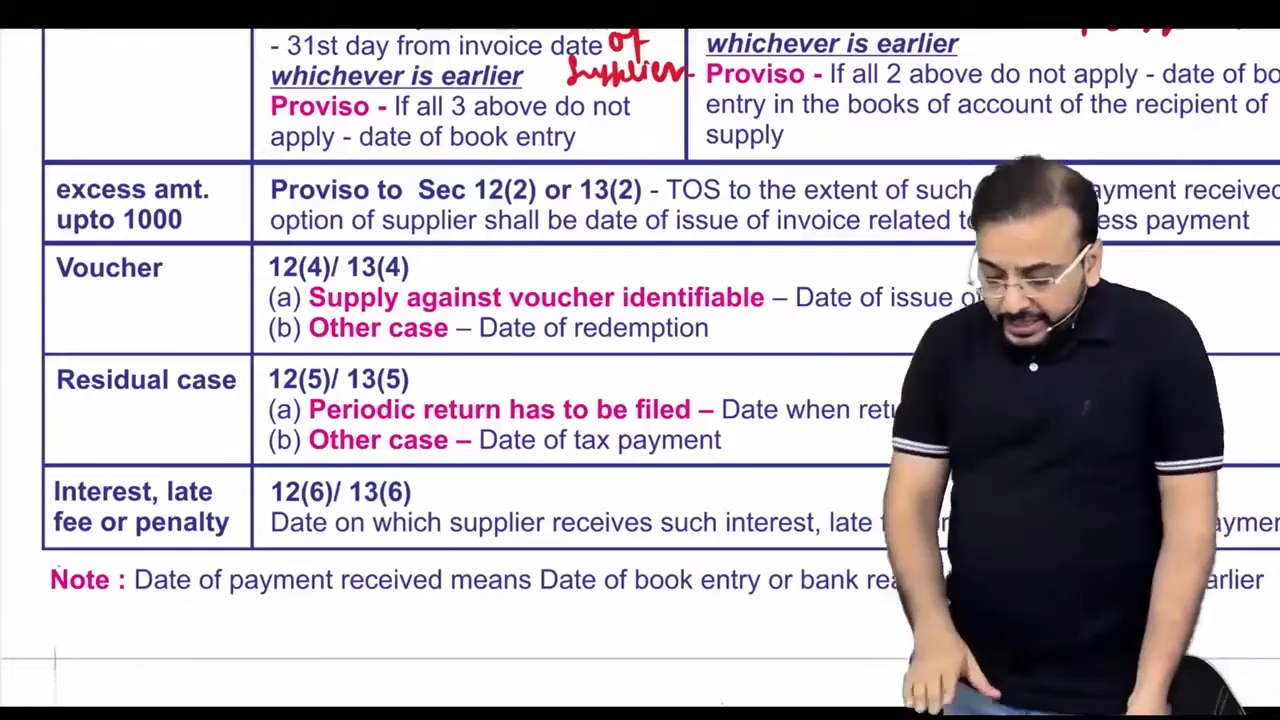 - 31st day from invoice date of
whichever is earlier supplier
Proviso - If all 3 above do not
apply - date of book entry
whichever is earlier
Proviso - If all 2 above do not apply - date of bo
entry in the books of account of the recipient of
supply
excess amt.
upto 1000
Proviso to Sec 12(2) or 13(2) - TOS to the extent of such ayment received
option of supplier shall be date of issue of invoice related to ess payment
Voucher
12(4)/ 13(4)
(a) Supply against voucher identifiable – Date of issue o
(b) Other case – Date of redemption
Residual case
12(5)/ 13(5)
(a) Periodic return has to be filed – Date when retu
(b) Other case – Date of tax payment
Interest, late
fee or penalty
12(6)/ 13(6)
Date on which supplier receives such interest, late ayme
Note : Date of payment received means Date of book entry or bank rea arlier